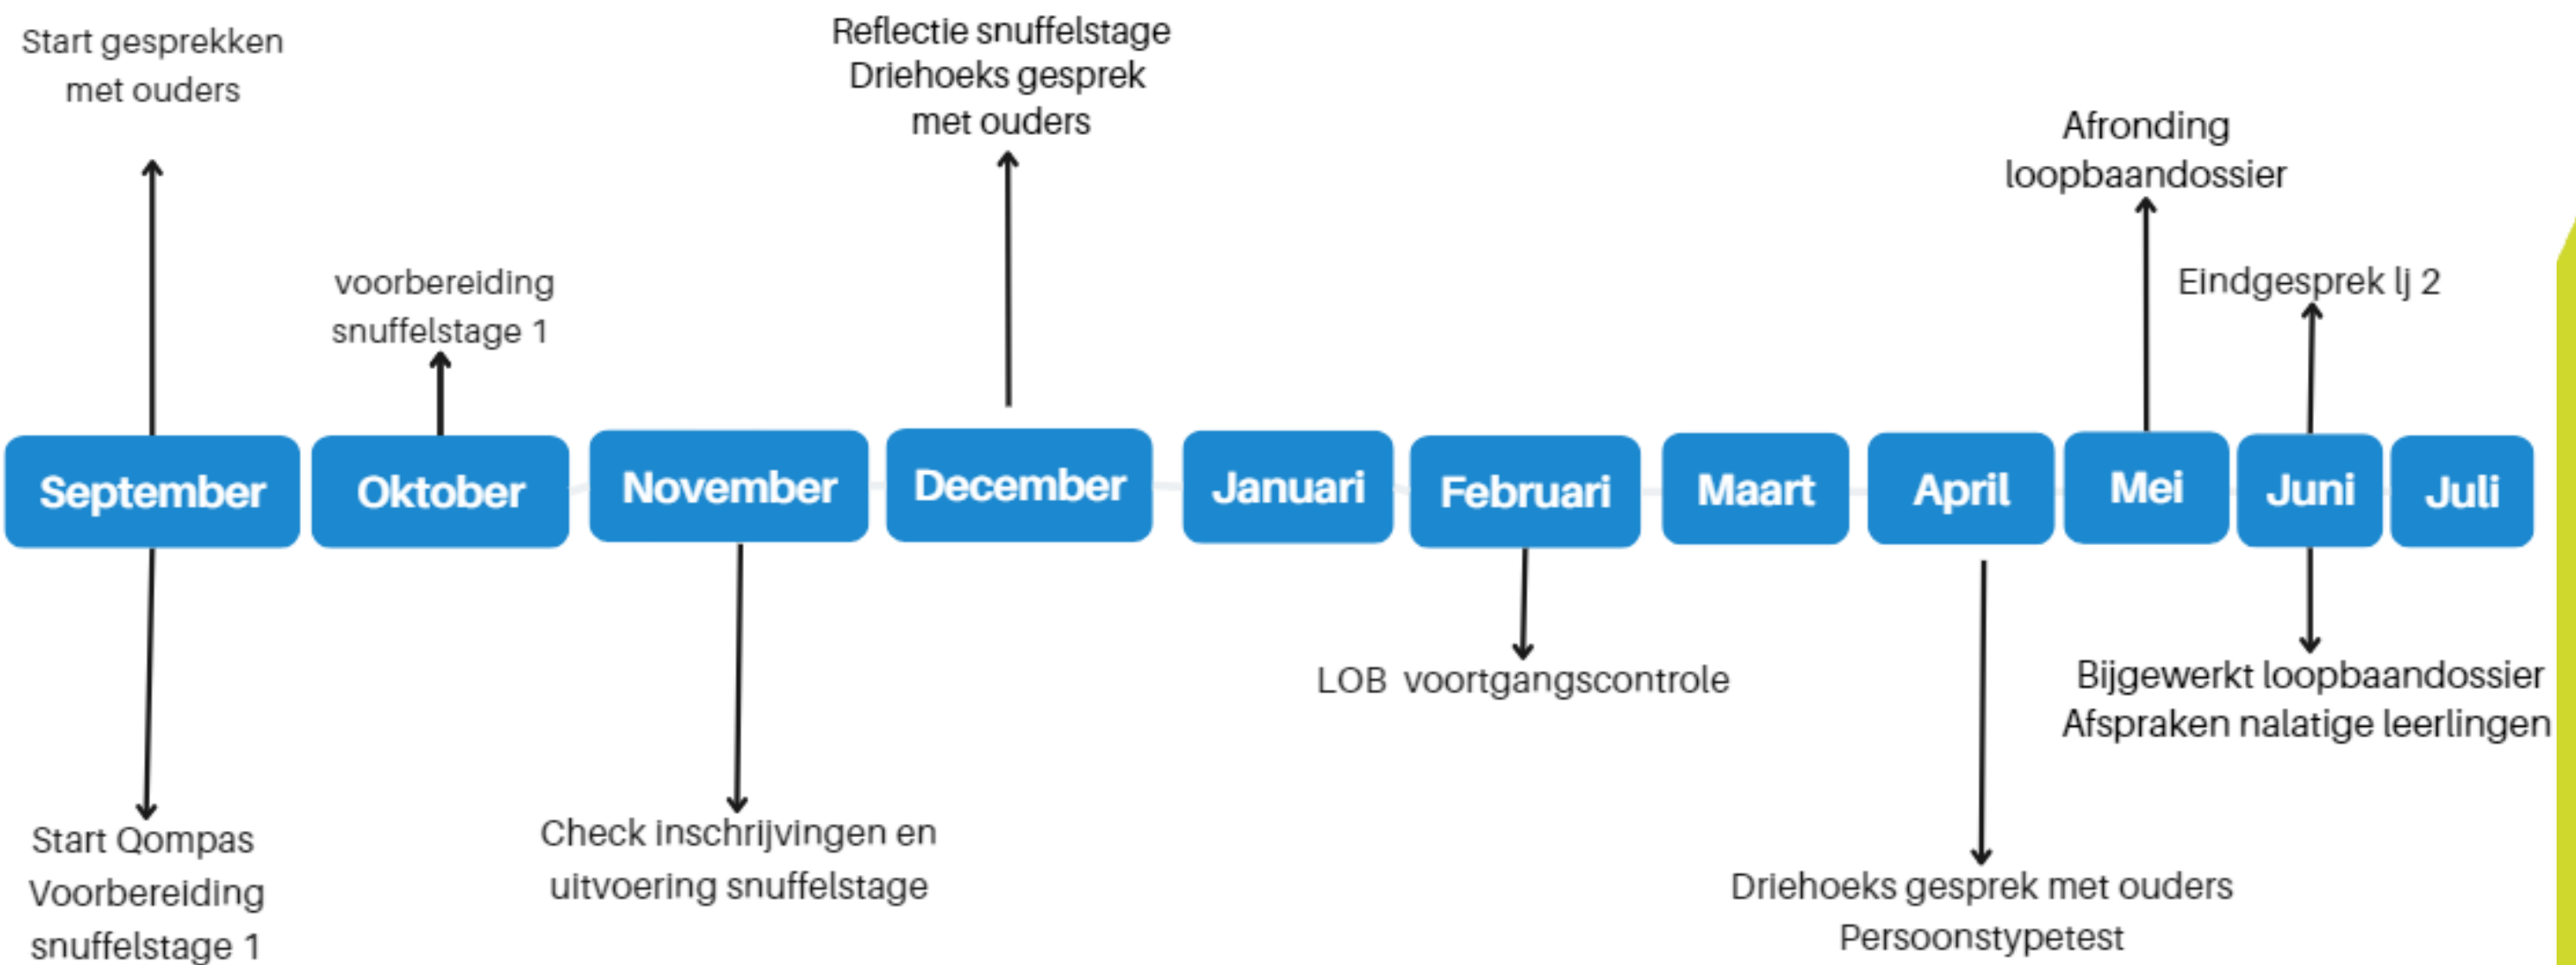 Start gesprekken
met ouders
Reflectie snuffelstage
Driehoeks gesprek
met ouders
Afronding
loopbaandossier
voorbereiding
snuffelstage 1
Eindgesprek lj 2
September
Oktober
November
December
Januari
Februari
Maart
April
Mei
Juni
Juli
LOB voortgangscontrole
Bijgewerkt loopbaandossier
Afspraken nalatige leerlingen
Start Qompas
Voorbereiding
snuffelstage 1
Check inschrijvingen en
uitvoering snuffelstage
Driehoeks gesprek met ouders
Persoonstypetest